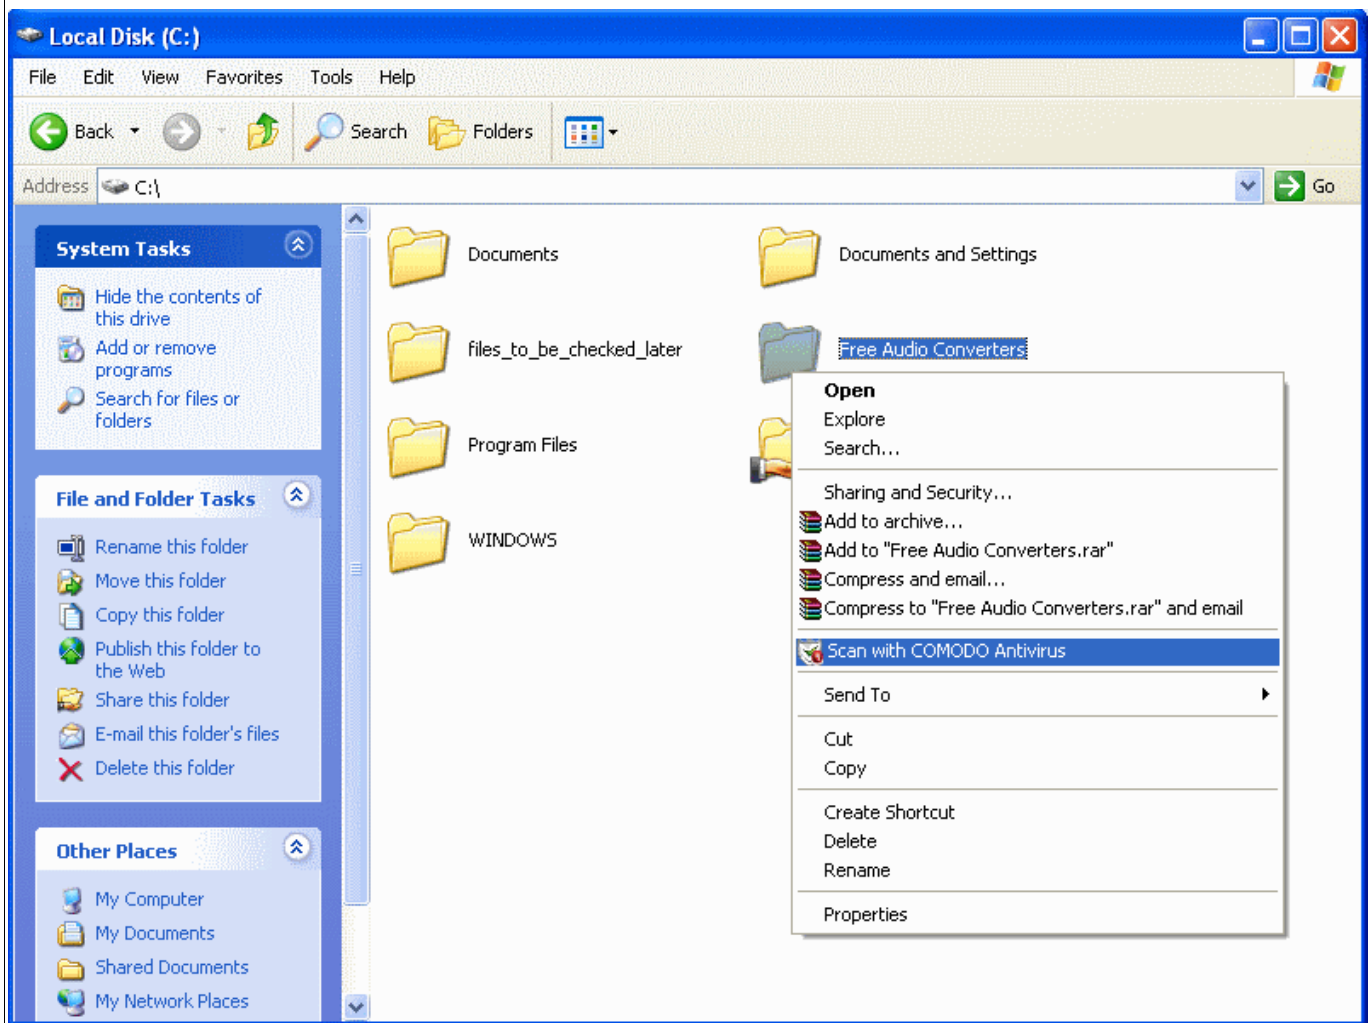 Local Disk (C:)
File Edit View Favorites Tools Help
Back Search Folders
Address C:\ Go
System Tasks
Hide the contents of
this drive
Add or remove
programs
Search for files or
folders
File and Folder Tasks
Rename this folder
Move this folder
Copy this folder
Publish this folder to
the Web
Share this folder
E-mail this folder's files
Delete this folder
Other Places
My Computer
My Documents
Shared Documents
My Network Places
Documents
Documents and Settings
files_to_be_checked_later
Free Audio Converters
Program Files
WINDOWS
Open
Explore
Search...
Sharing and Security...
Add to archive...
Add to "Free Audio Converters.rar"
Compress and email...
Compress to "Free Audio Converters.rar" and email
Scan with COMODO Antivirus
Send To
Cut
Copy
Create Shortcut
Delete
Rename
Properties